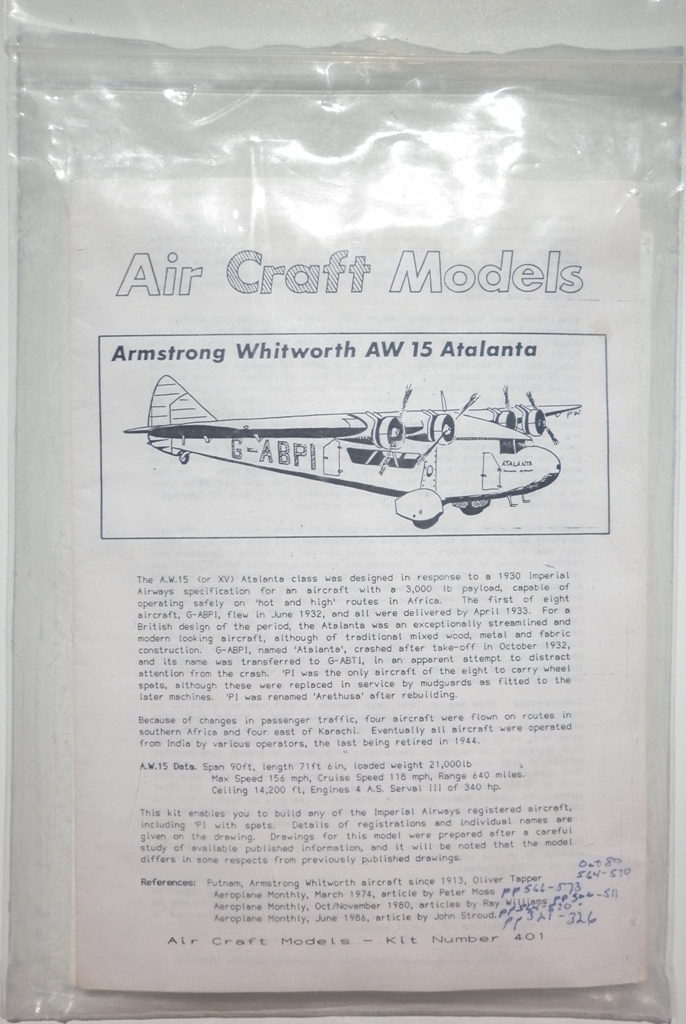 Air Craft Models
Armstrong Whitworth AW 15 Atalanta
G-ABPI
ATALANTA
PW
The A.W.15 (or XV) Atalanta class was designed in response to a 1930 Imperial
Airways specification for an aircraft with a 3,000 lb payload, capable of
operating safely on 'hot and high' routes in Africa. The first of eight
aircraft, G-ABPI, flew in June 1932, and all were delivered by April 1933. For a
British design of the period, the Atalanta was an exceptionally streamlined and
modern looking aircraft, although of traditional mixed wood, metal and fabric
construction. G-ABPI, named 'Atalanta', crashed after take-off in October 1932,
and its name was transferred to G-ABTI, in an apparent attempt to distract
attention from the crash. 'PI was the only aircraft of the eight to carry wheel
spats, although these were replaced in service by mudguards as fitted to the
later machines. 'PI was renamed 'Arethusa' after rebuilding.
Because of changes in passenger traffic, four aircraft were flown on routes in
southern Africa and four east of Karachi. Eventually all aircraft were operated
from India by various operators, the last being retired in 1944.
A.W.15 Data. Span 90ft, length 71ft 6in, loaded weight 21,000lb
Max Speed 156 mph, Cruise Speed 118 mph, Range 640 miles.
Ceiling 14,200 ft, Engines 4 A.S. Serval III of 340 hp.
This kit enables you to build any of the Imperial Airways registered aircraft,
including 'PI with spats. Details of registrations and individual names are
given on the drawing. Drawings for this model were prepared after a careful
study of available published information, and it will be noted that the model
differs in some respects from previously published drawings.
Oct 80
564-570
References: Putnam, Armstrong Whitworth aircraft since 1913, Oliver Tapper
Aeroplane Monthly, March 1974, article by Peter Moss pp 566-573
Aeroplane Monthly, Oct/November 1980, articles by Ray Williams
Aeroplane Monthly, June 1986, article by John Stroud. pp 321-326
Air Craft Models - Kit Number 401